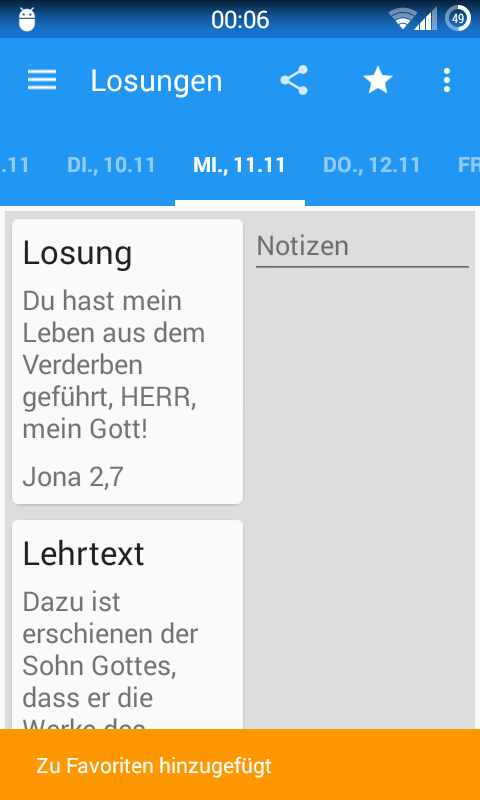 00:06
49
Losungen
.11
DI., 10.11
MI., 11.11
DO., 12.11
FR
Losung
Du hast mein
Leben aus dem
Verderben
geführt, HERR,
mein Gott!
Jona 2,7
Notizen
Lehrtext
Dazu ist
erschienen der
Sohn Gottes,
dass er die
Werke des
Zu Favoriten hinzugefügt